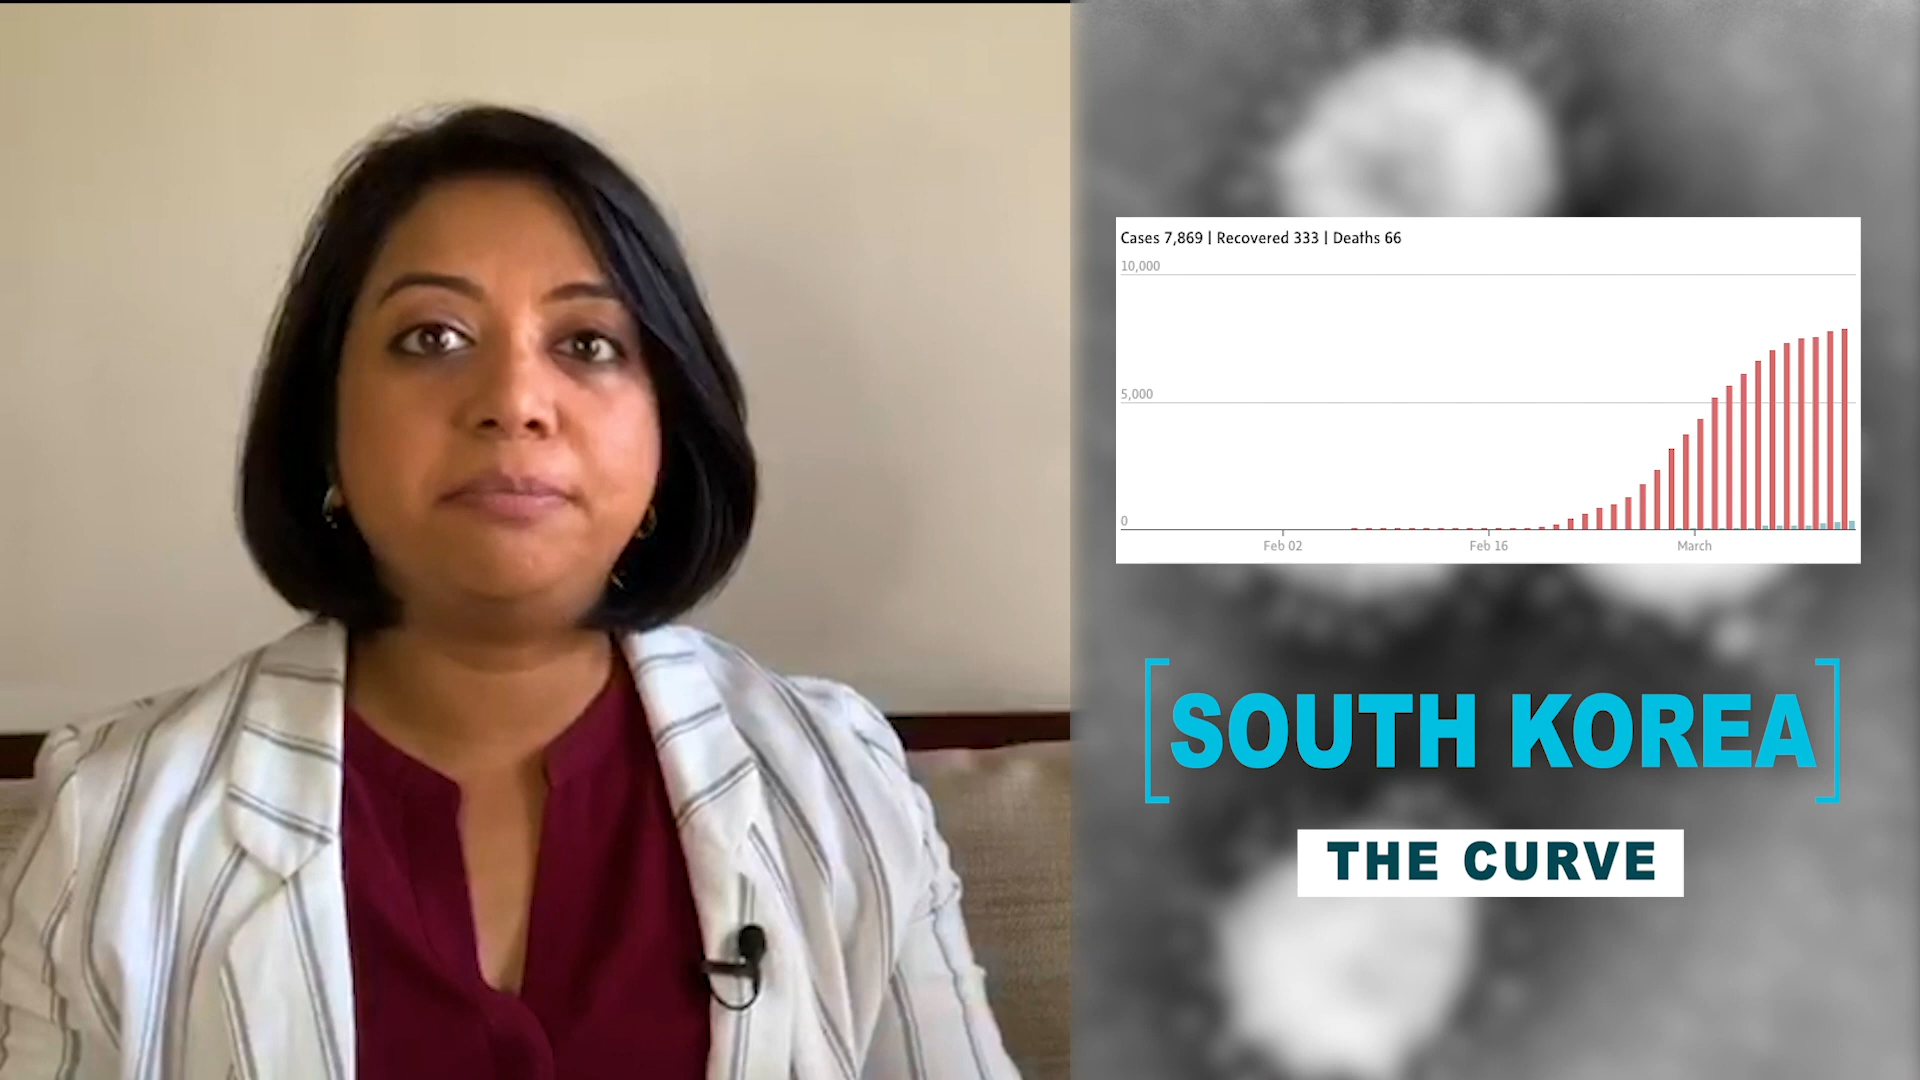 Cases 7,869 | Recovered 333 | Deaths 66
10,000
5,000
0
Feb 02 Feb 16 March
[SOUTH KOREA]
THE CURVE